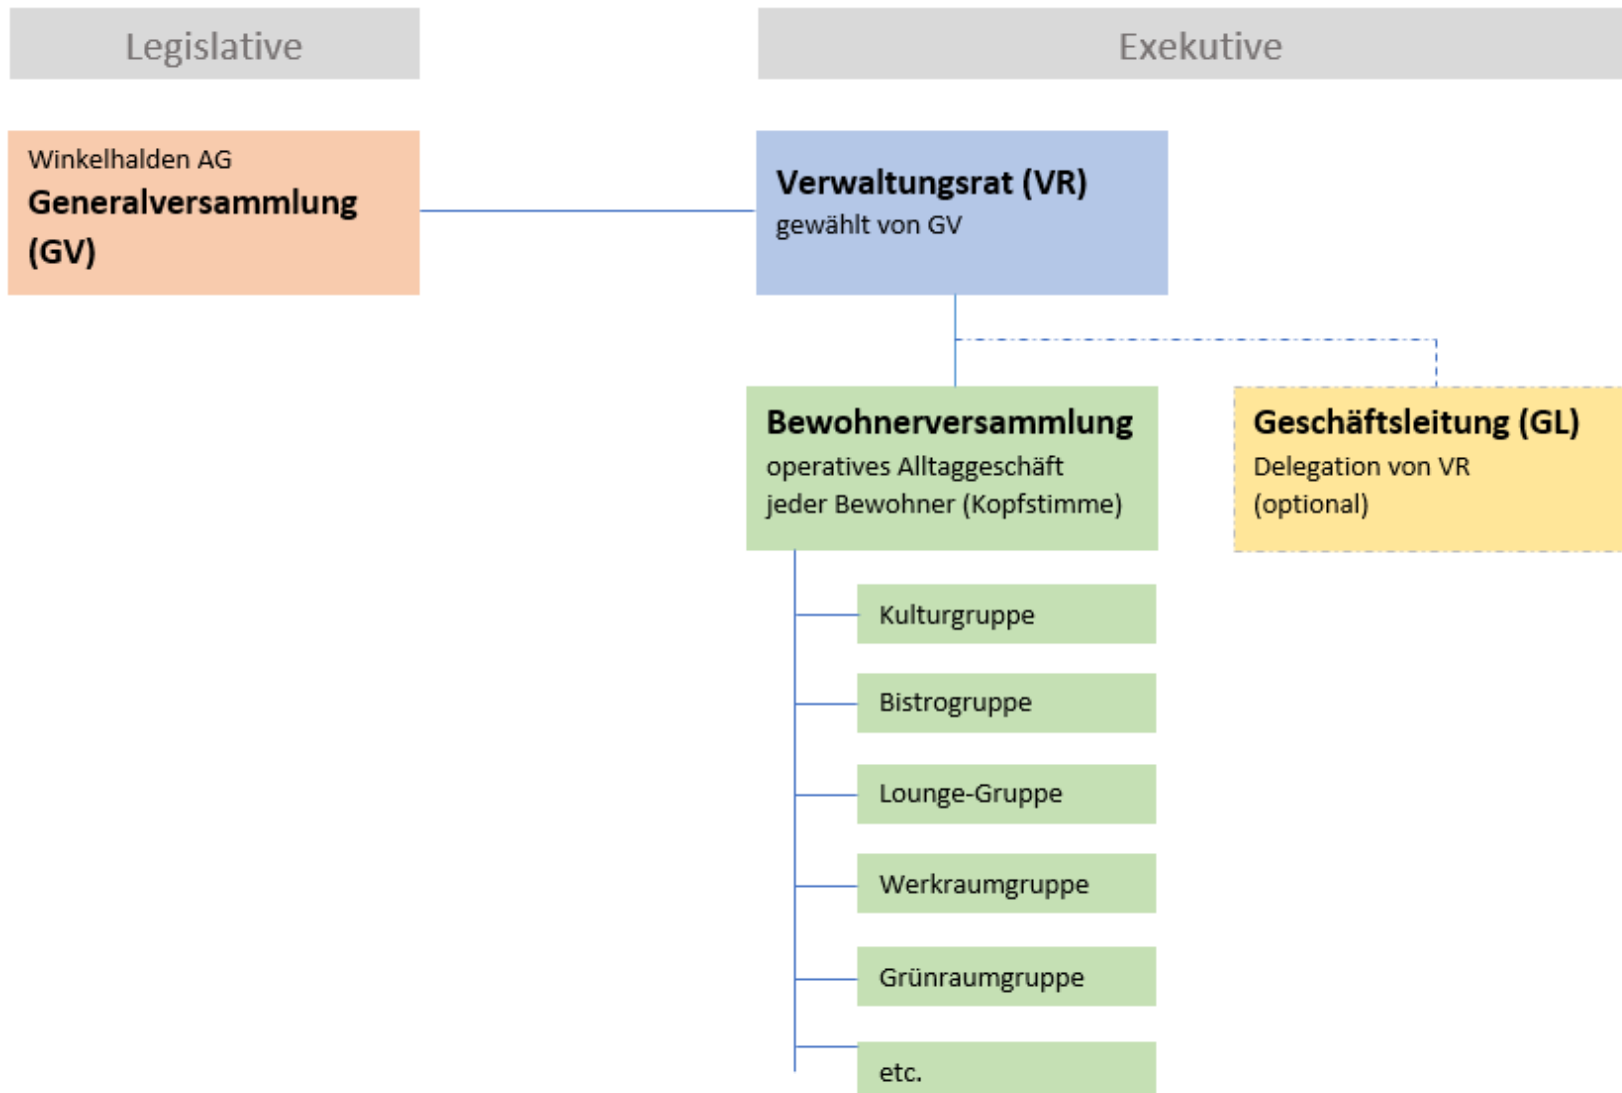 Legislative
Exekutive
Winkelhalden AG
Generalversammlung
(GV)
Verwaltungsrat (VR)
gewählt von GV
Bewohnerversammlung
operatives Alltaggeschäft
jeder Bewohner (Kopfstimme)
Geschäftsleitung (GL)
Delegation von VR
(optional)
Kulturgruppe
Bistrogruppe
Lounge-Gruppe
Werkraumgruppe
Grünraumgruppe
etc.